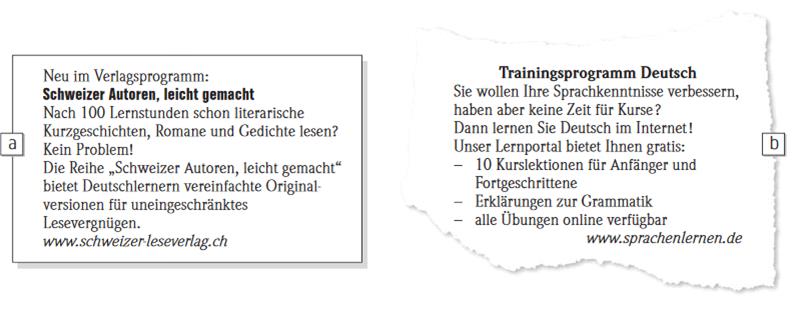 a
Neu im Verlagsprogramm:
Schweizer Autoren, leicht gemacht
Nach 100 Lernstunden schon literarische
Kurzgeschichten, Romane und Gedichte lesen?
Kein Problem!
Die Reihe „Schweizer Autoren, leicht gemacht“
bietet Deutschlernern vereinfachte Original-
versionen für uneingeschränktes
Lesevergnügen.
www.schweizer-leseverlag.ch
b
Trainingsprogramm Deutsch
Sie wollen Ihre Sprachkenntnisse verbessern,
haben aber keine Zeit für Kurse?
Dann lernen Sie Deutsch im Internet!
Unser Lernportal bietet Ihnen gratis:
– 10 Kurslektionen für Anfänger und
Fortgeschrittene
– Erklärungen zur Grammatik
– alle Übungen online verfügbar
www.sprachenlernen.de